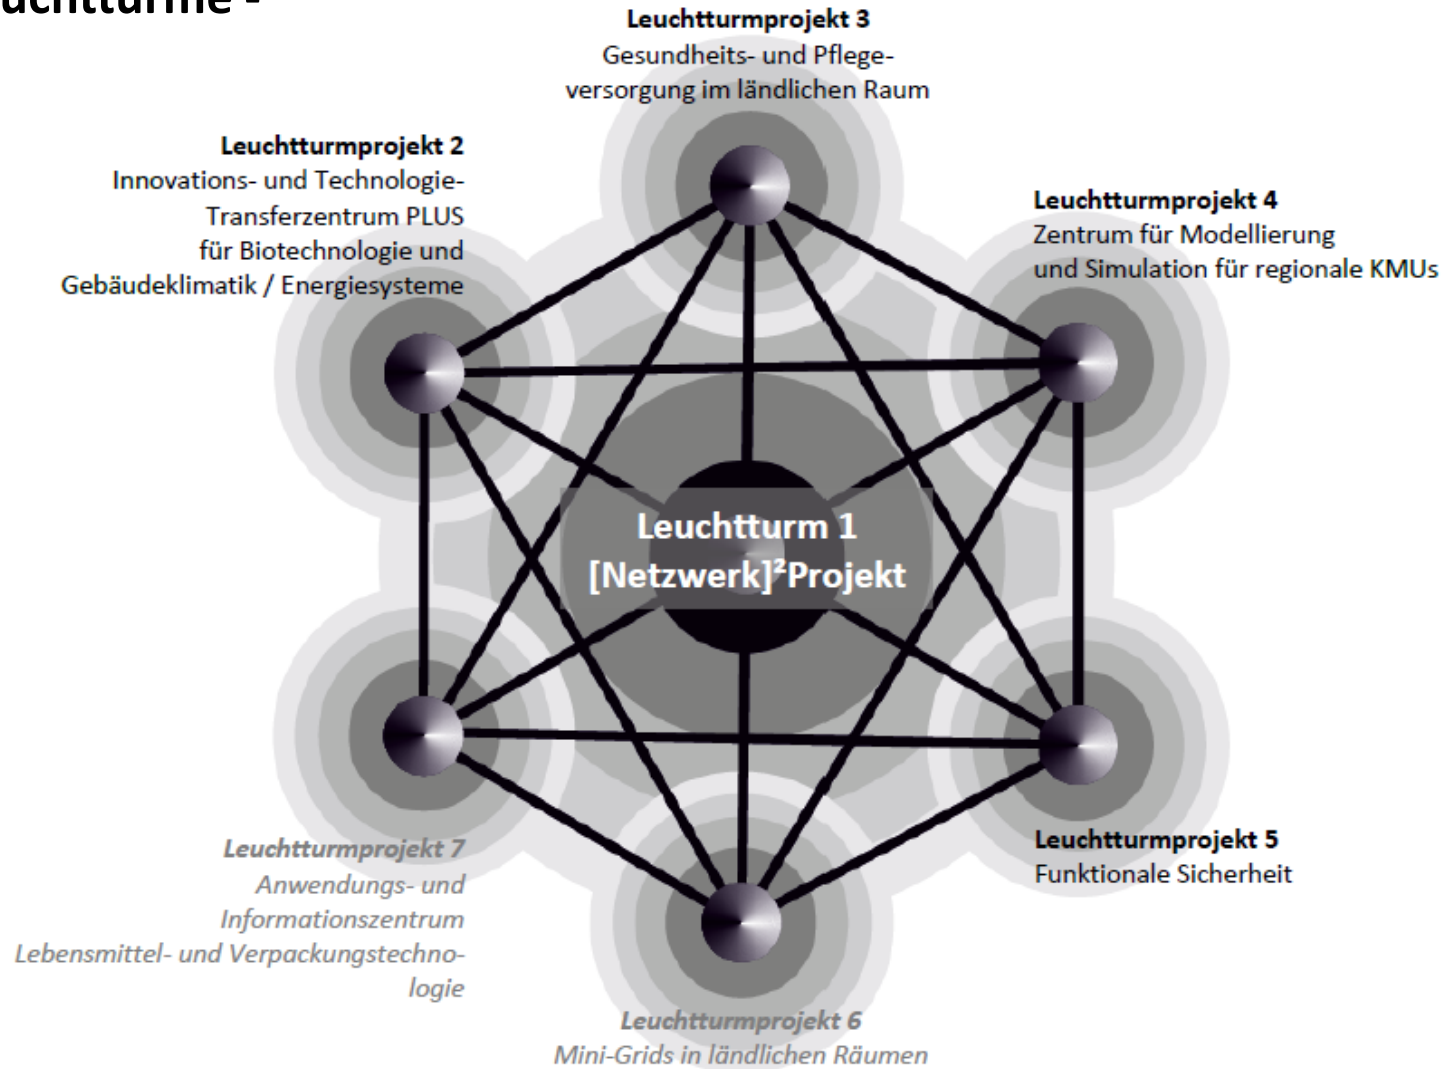 uchttürme -
Leuchtturmprojekt 3
Gesundheits- und Pflege-
versorgung im ländlichen Raum
Leuchtturmprojekt 2
Innovations- und Technologie-
Transferzentrum PLUS
für Biotechnologie und
Gebäudeklimatik / Energiesysteme
Leuchtturmprojekt 4
Zentrum für Modellierung
und Simulation für regionale KMUs
Leuchtturm 1
[Netzwerk]²Projekt
Leuchtturmprojekt 5
Funktionale Sicherheit
Leuchtturmprojekt 7
Anwendungs- und
Informationszentrum
Lebensmittel- und Verpackungstechno-
logie
Leuchtturmprojekt 6
Mini-Grids in ländlichen Räumen